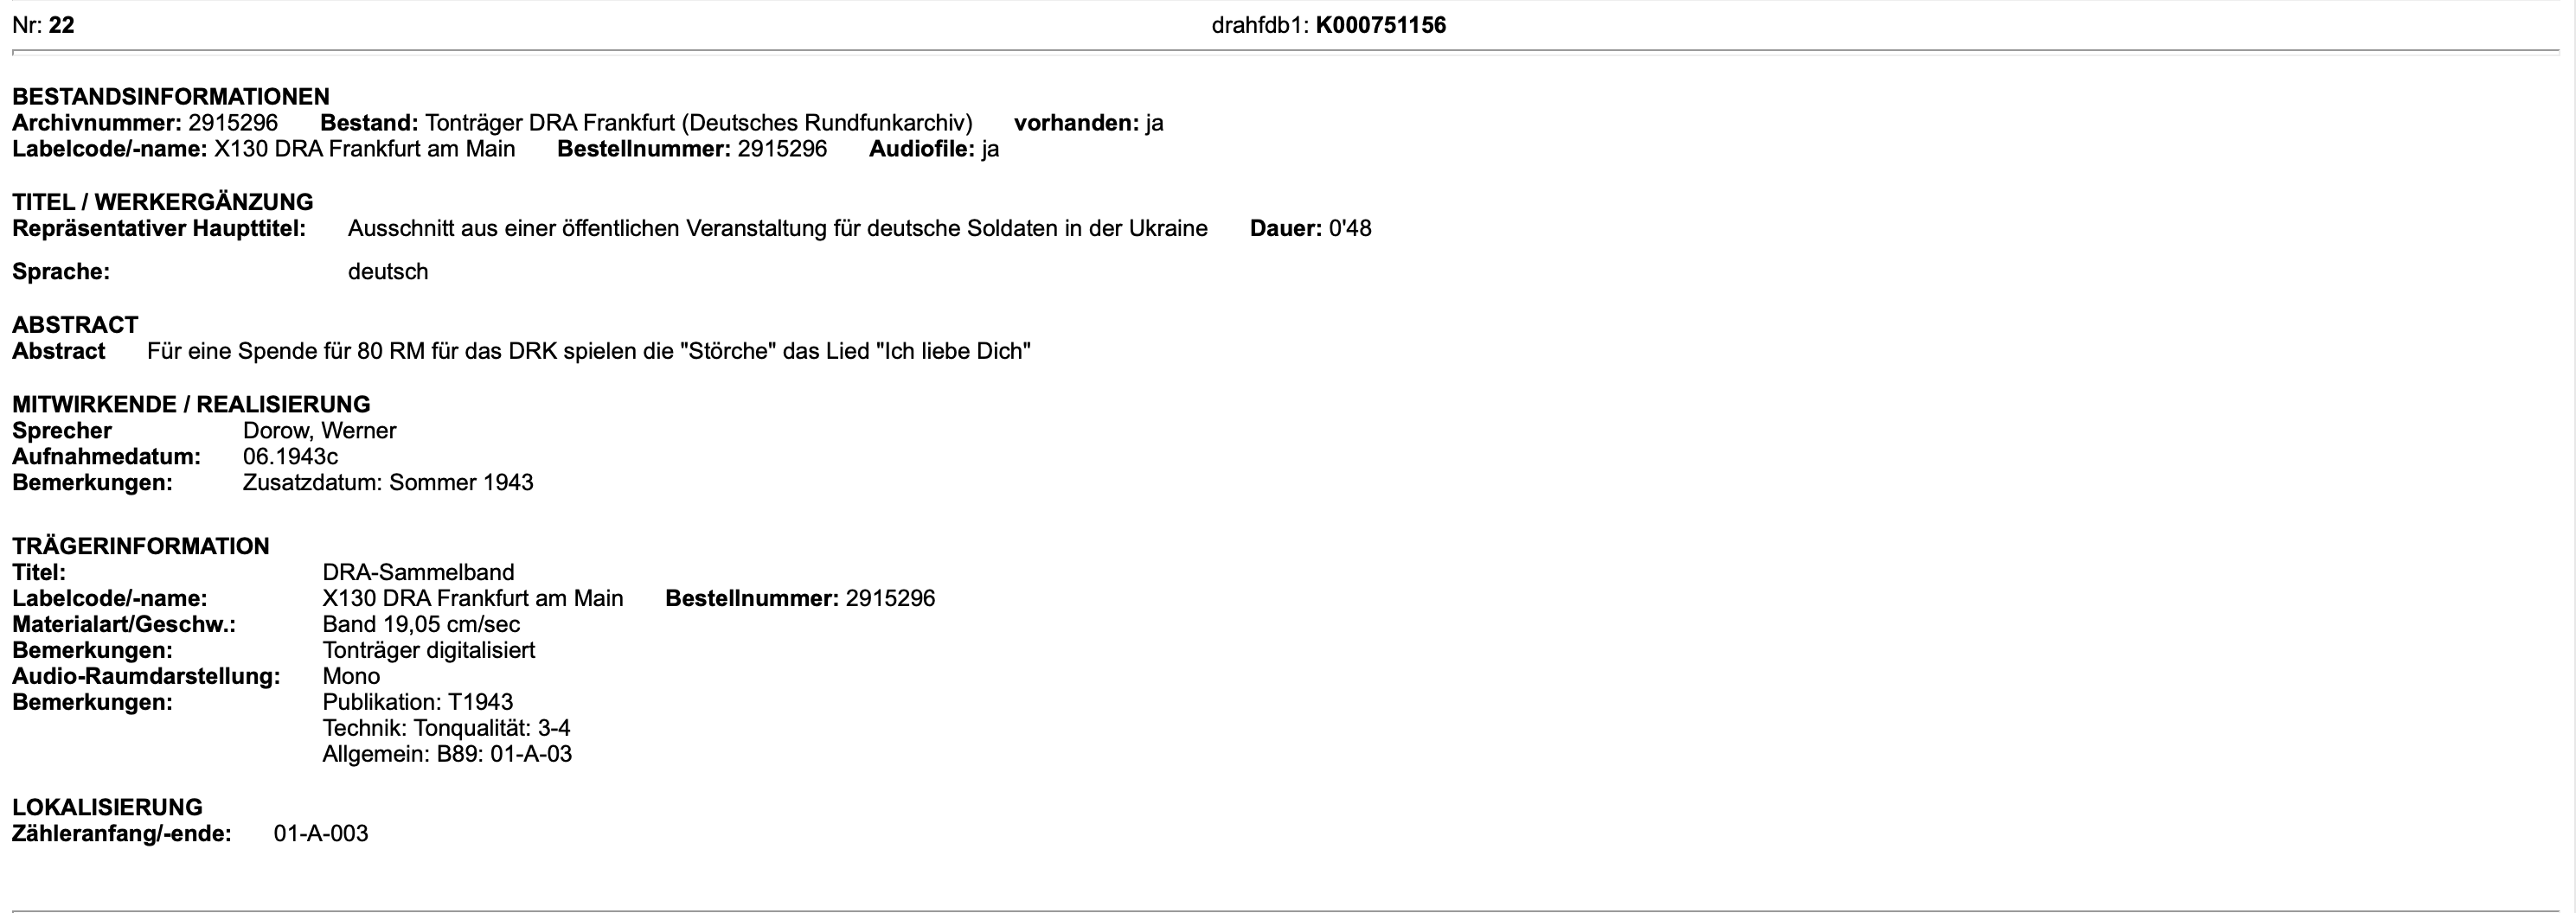 Nr: 22 drahfdb1: K000751156
BESTANDSINFORMATIONEN
Archivnummer: 2915296 Bestand: Tonträger DRA Frankfurt (Deutsches Rundfunkarchiv) vorhanden: ja
Labelcode/-name: X130 DRA Frankfurt am Main Bestellnummer: 2915296 Audiofile: ja
TITEL / WERKERGÄNZUNG
Repräsentativer Haupttitel: Ausschnitt aus einer öffentlichen Veranstaltung für deutsche Soldaten in der Ukraine Dauer: 0'48
Sprache: deutsch
ABSTRACT
Abstract Für eine Spende für 80 RM für das DRK spielen die "Störche" das Lied "Ich liebe Dich"
MITWIRKENDE / REALISIERUNG
Sprecher Dorow, Werner
Aufnahmedatum: 06.1943c
Bemerkungen: Zusatzdatum: Sommer 1943
TRÄGERINFORMATION
Titel: DRA-Sammelband
Labelcode/-name: X130 DRA Frankfurt am Main Bestellnummer: 2915296
Materialart/Geschw.: Band 19,05 cm/sec
Bemerkungen: Tonträger digitalisiert
Audio-Raumdarstellung: Mono
Bemerkungen: Publikation: T1943
Technik: Tonqualität: 3-4
Allgemein: B89: 01-A-03
LOKALISIERUNG
Zähleranfang/-ende: 01-A-003